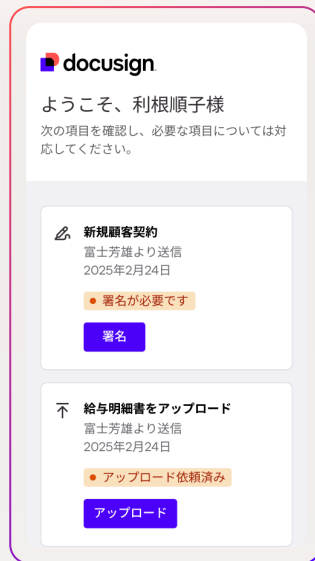 docusign
ようこそ、利根順子様
次の項目を確認し、必要な項目については対
応してください。
新規顧客契約
富士芳雄より送信
2025年2月24日
署名が必要です
署名
給与明細書をアップロード
富士芳雄より送信
2025年2月24日
アップロード依頼済み
アップロード